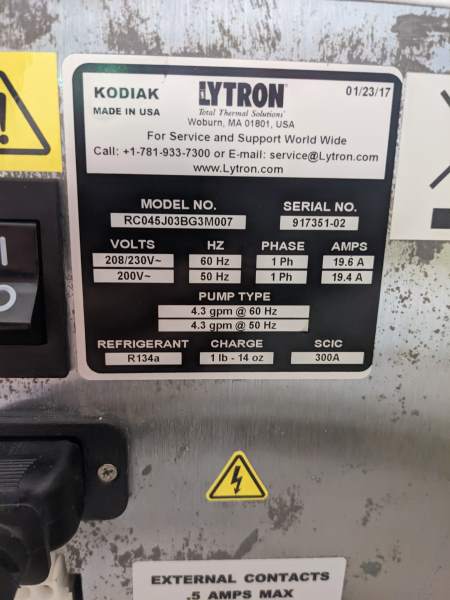 KODIAK
MADE IN USA
LYTRON
Total Thermal Solutions
Woburn, MA 01801, USA
01/23/17
For Service and Support World Wide
Call: +1-781-933-7300 or E-mail: service@Lytron.com
www.Lytron.com
MODEL NO. SERIAL NO.
RC045J03BG3M007 917351-02
VOLTS HZ PHASE AMPS
208/230V~ 60 Hz 1 Ph 19.6 A
200V~ 50 Hz 1 Ph 19.4 A
PUMP TYPE
4.3 gpm @ 60 Hz
4.3 gpm @ 50 Hz
REFRIGERANT CHARGE SCIC
R134a 1 lb - 14 oz 300A
I
O
EXTERNAL CONTACTS
.5 AMPS MAX